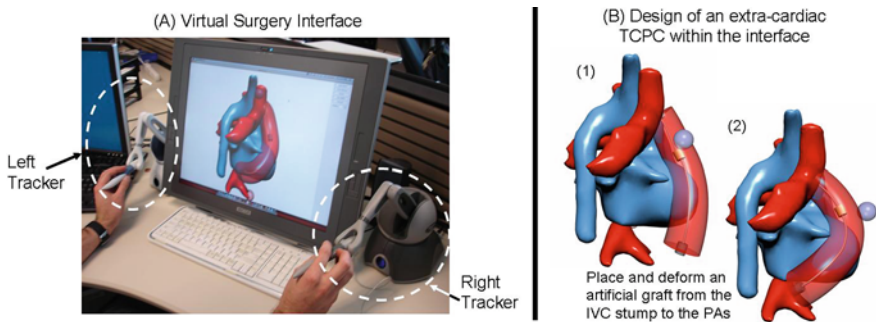 (A) Virtual Surgery Interface
Left
Tracker
Right
Tracker
(B) Design of an extra-cardiac
TCPC within the interface
(1)
(2)
Place and deform an
artificial graft from the
IVC stump to the PAs